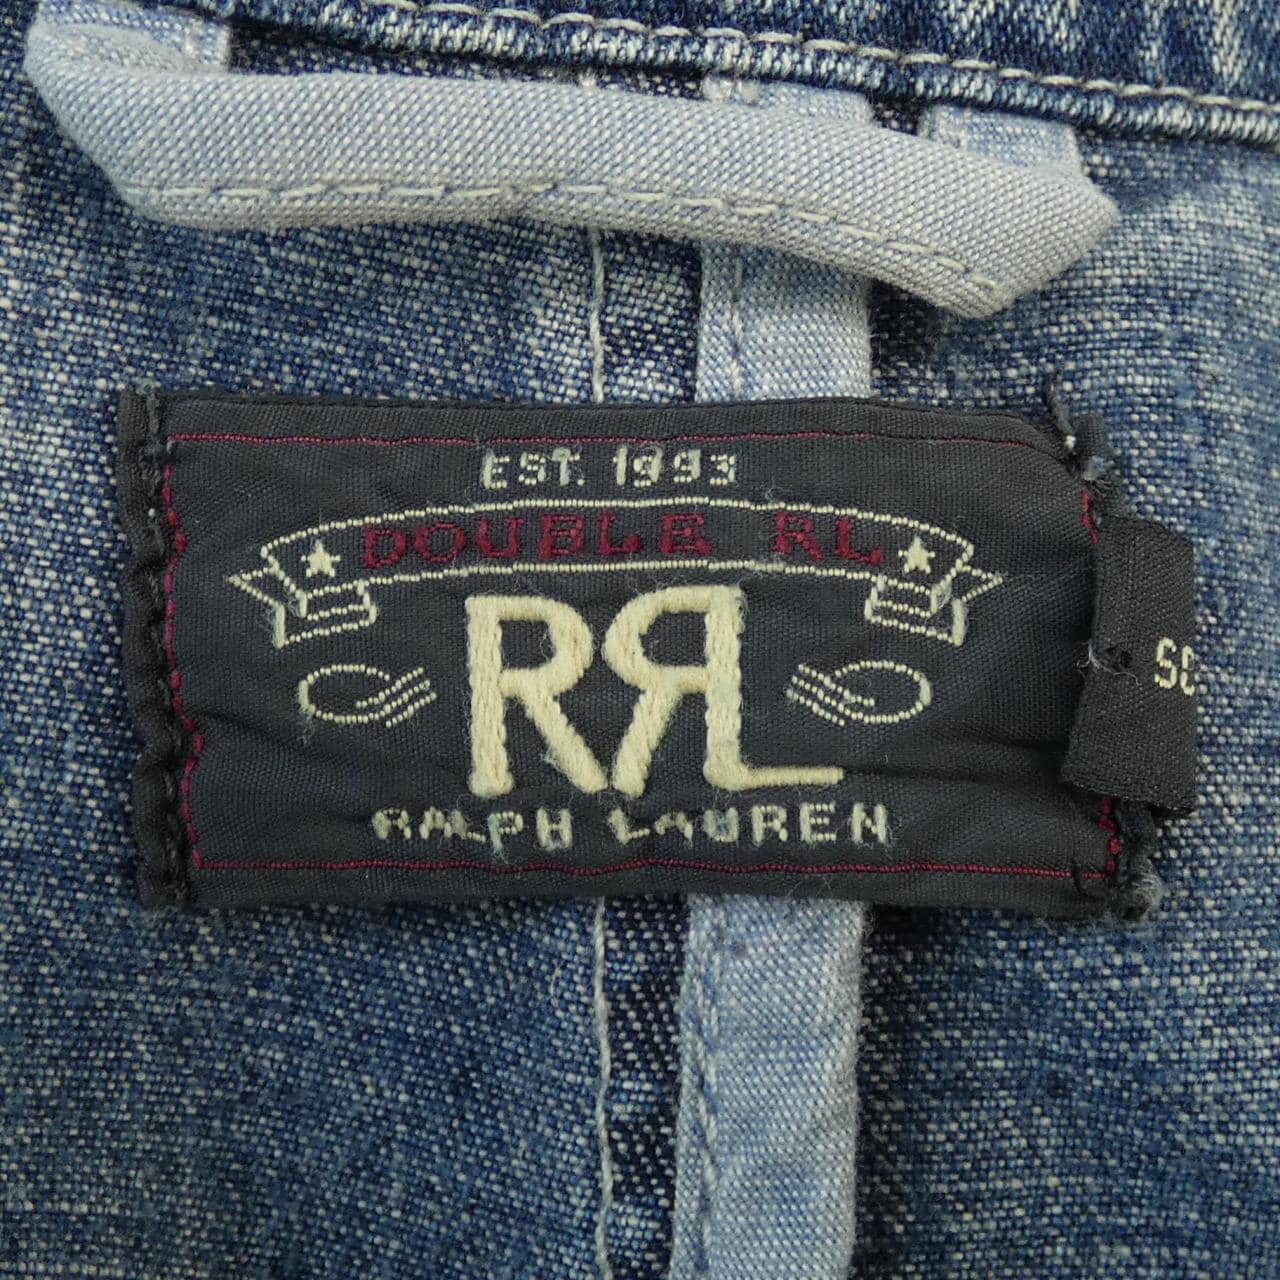 EST. 1993
DOUBLE RL
RRL
RALPH LAUREN